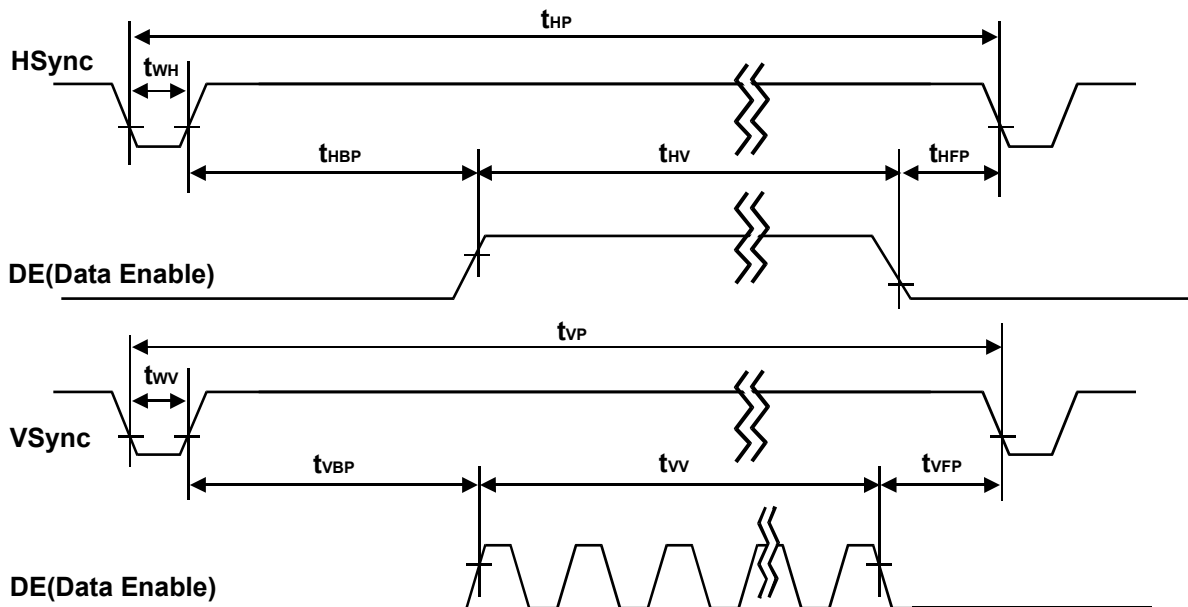 tHP
HSync
tWH
tHBP
tHV
tHFP
DE(Data Enable)
tVP
tWV
VSync
tVBP
tVV
tVFP
DE(Data Enable)